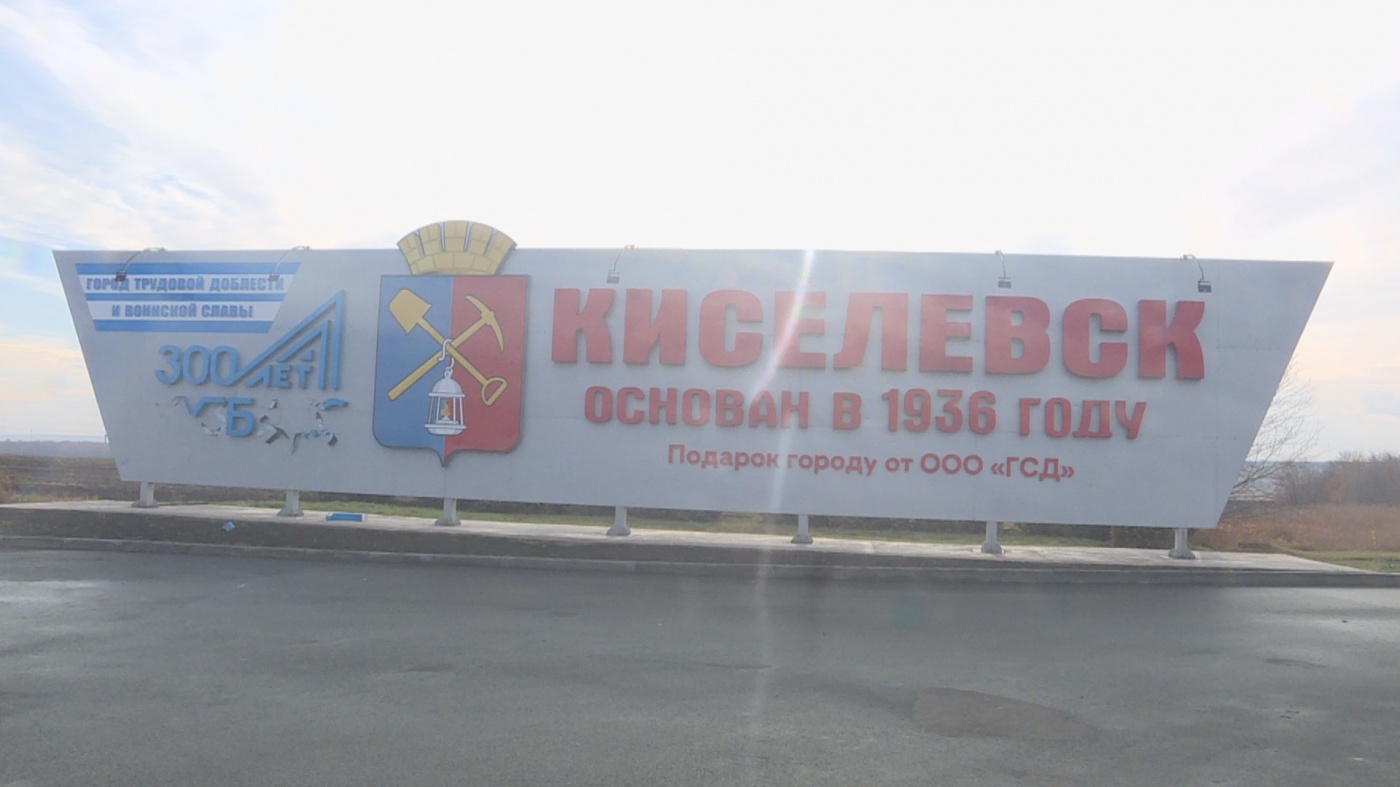 ГОРОД ТРУДОВОЙ ДОБЛЕСТИ
И ВОИНСКОЙ СЛАВЫ
300 ЛЕТ
КИСЕЛЕВСК
ОСНОВАН В 1936 ГОДУ
Подарок городу от ООО «ГСД»